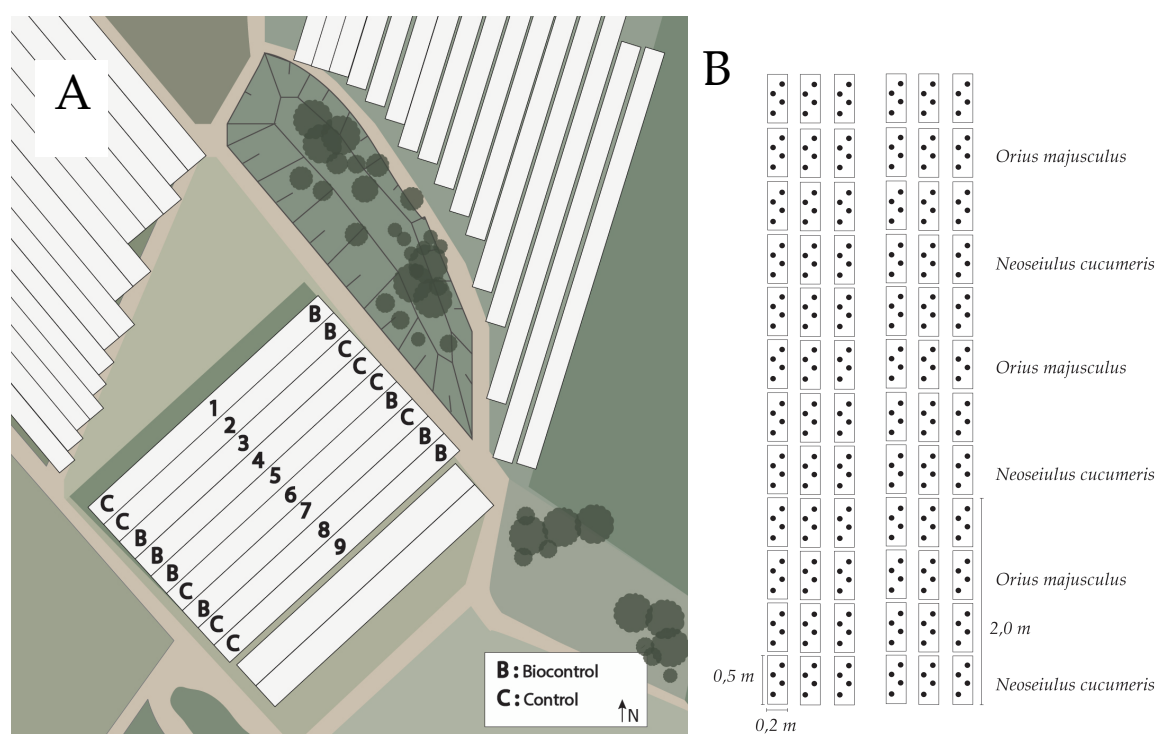 A
B
B
C
C
C
B
C
B
B
1
2
3
4
5
6
7
8
9
C
C
B
B
B
C
B
C
C
B : Biocontrol
C : Control
N
B
Orius majusculus
Neoseiulus cucumeris
Orius majusculus
Neoseiulus cucumeris
Orius majusculus
2,0 m
0,5 m
Neoseiulus cucumeris
0,2 m